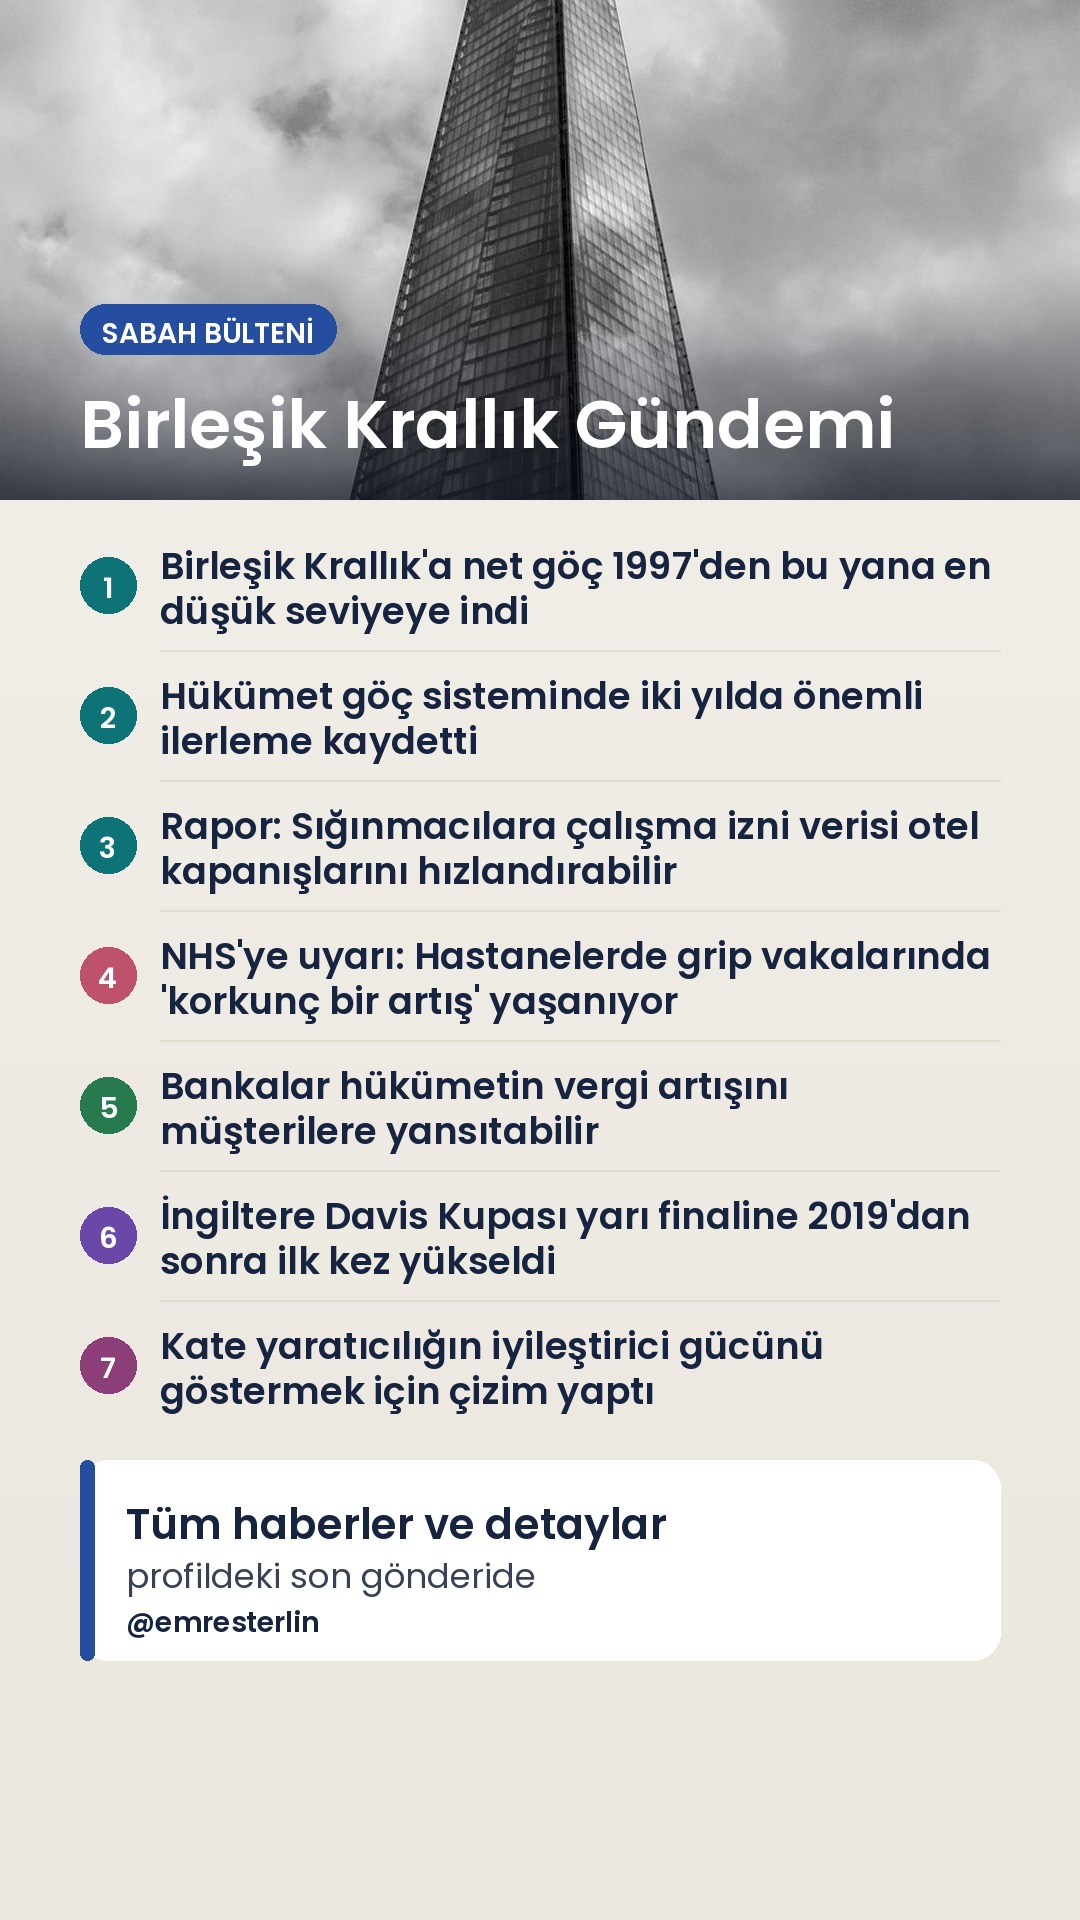 SABAH BÜLTENİ
Birleşik Krallık Gündemi
1
Birleşik Krallık'a net göç 1997'den bu yana en
düşük seviyeye indi
2
Hükümet göç sisteminde iki yılda önemli
ilerleme kaydetti
3
Rapor: Sığınmacılara çalışma izni verisi otel
kapanışlarını hızlandırabilir
4
NHS'ye uyarı: Hastanelerde grip vakalarında
'korkunç bir artış' yaşanıyor
5
Bankalar hükümetin vergi artışını
müşterilere yansıtabilir
6
İngiltere Davis Kupası yarı finaline 2019'dan
sonra ilk kez yükseldi
7
Kate yaratıcılığın iyileştirici gücünü
göstermek için çizim yaptı
Tüm haberler ve detaylar
profildeki son gönderide
@emresterlin